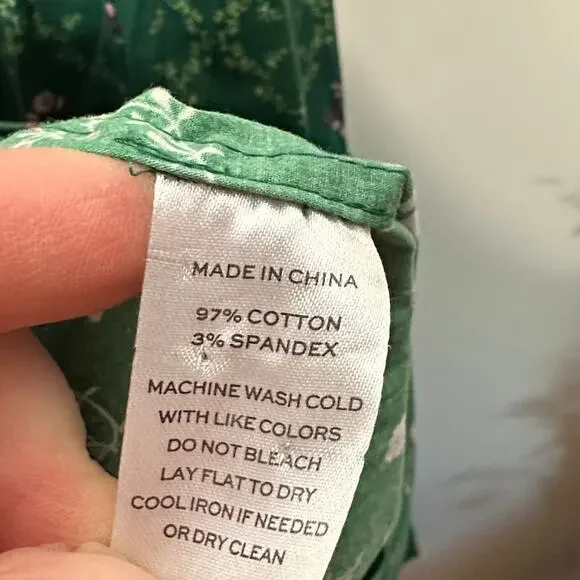 MADE IN CHINA
97% COTTON
3% SPANDEX
MACHINE WASH COLD
WITH LIKE COLORS
DO NOT BLEACH
LAY FLAT TO DRY
COOL IRON IF NEEDED
OR DRY CLEAN